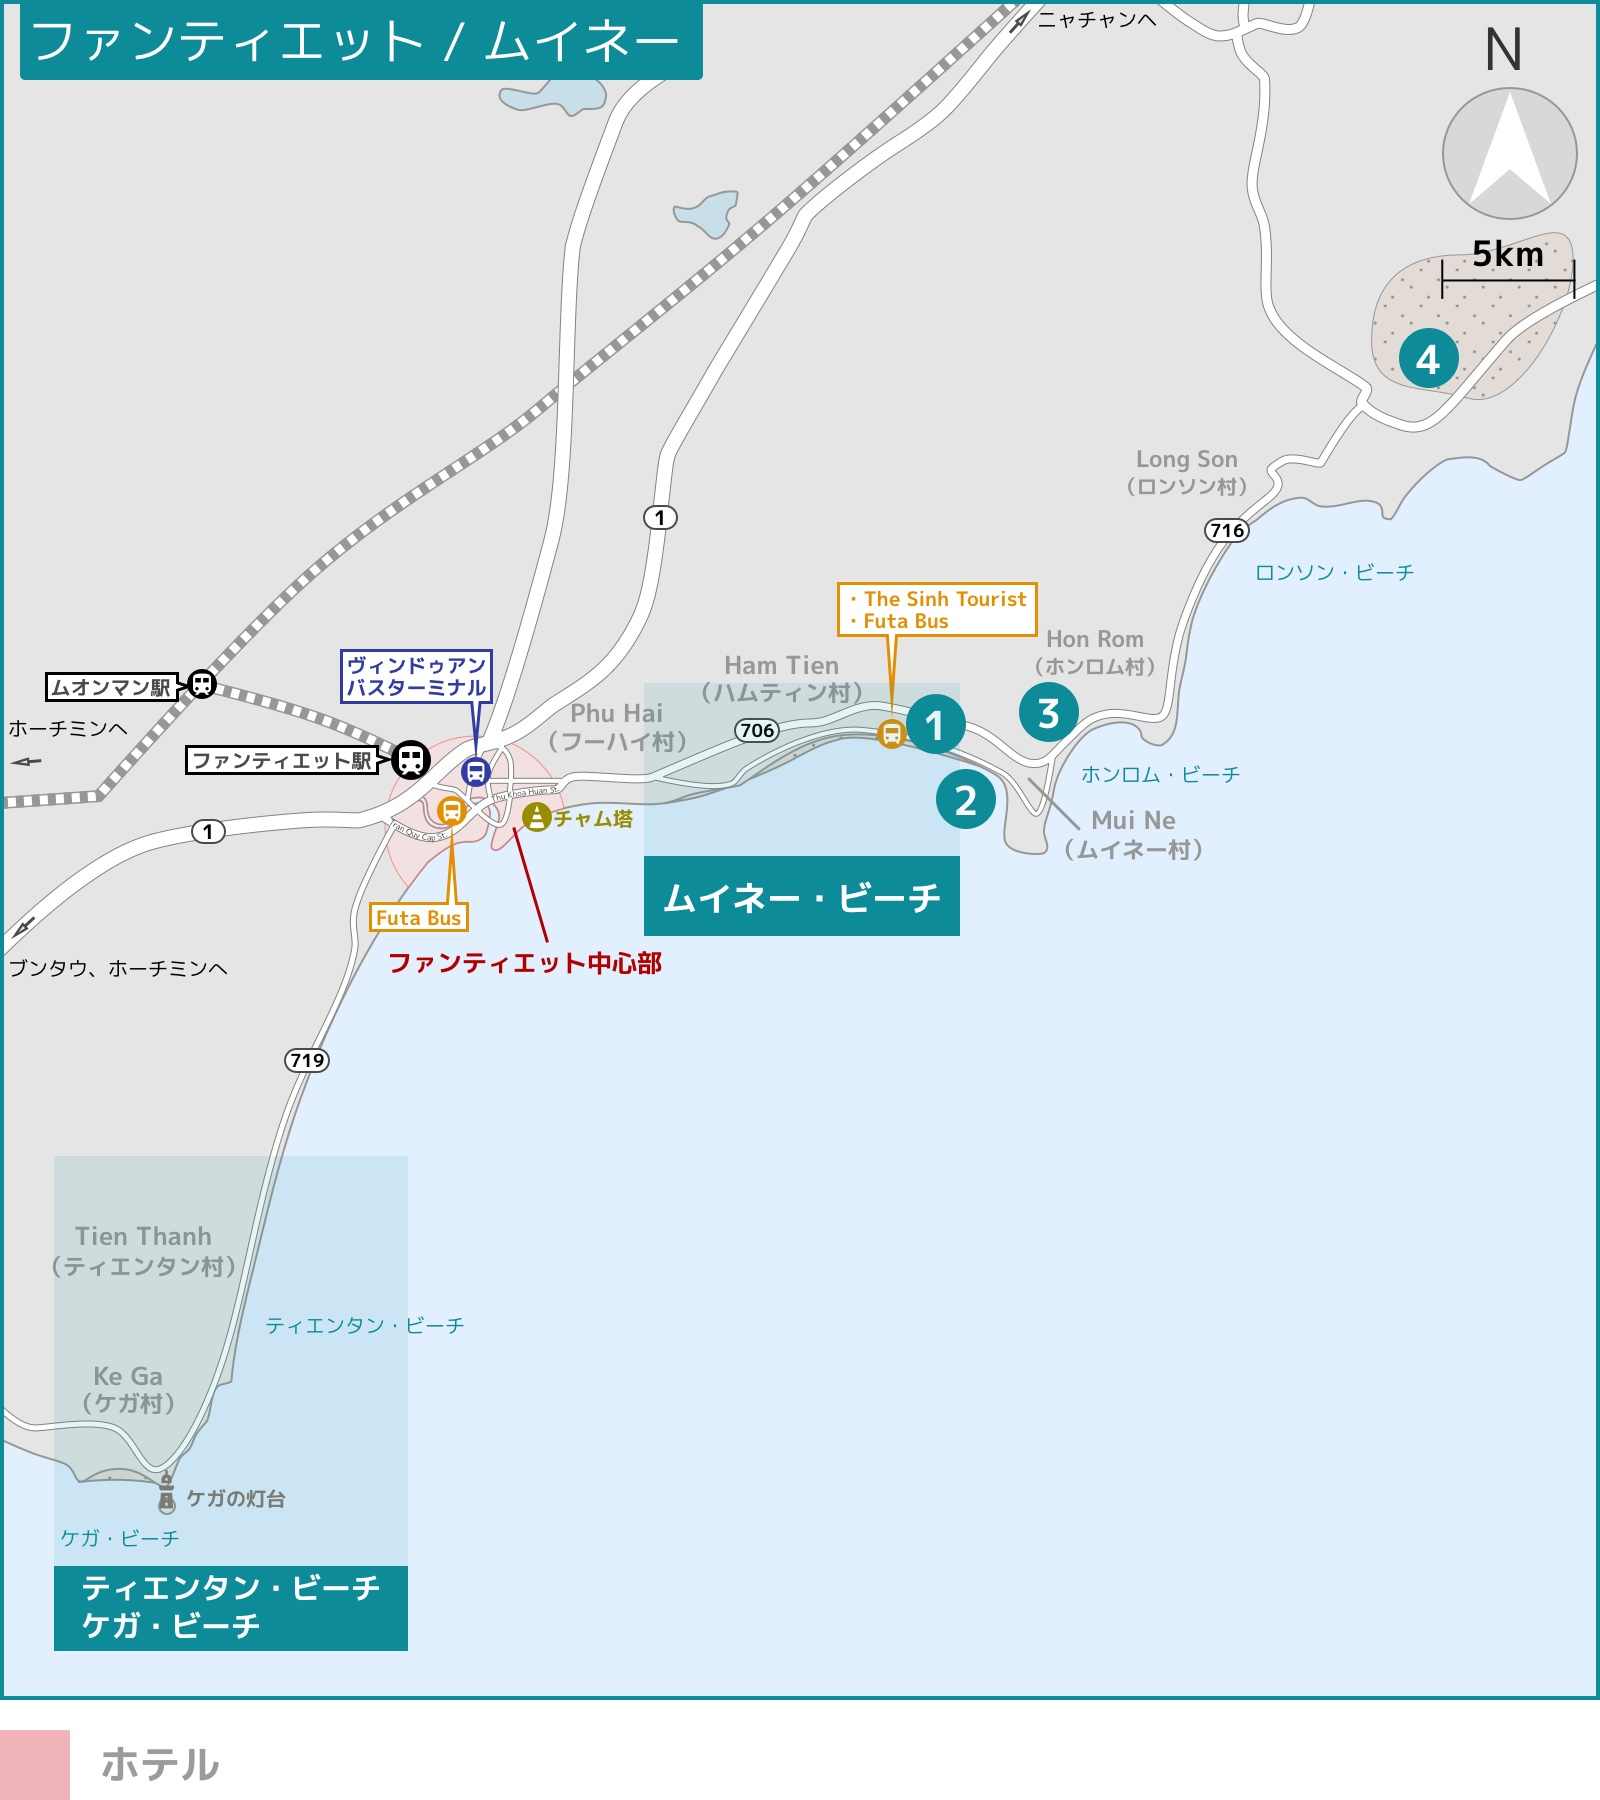 ファンティエット / ムイネー
ニャチャンへ
N
5km
4
Long Son
（ロンソン村）
1
716
ロンソン・ビーチ
・The Sinh Tourist
・Futa Bus
Hon Rom
（ホンロム村）
ヴィンドゥアン
バスターミナル
Ham Tien
（ハムティン村）
ムオンマン駅
Phu Hai
（フーハイ村）
706
1
3
ホーチミンへ
ファンティエット駅
ホンロム・ビーチ
2
Thu Khoa Huan St.
チャム塔
Mui Ne
（ムイネー村）
1
Tran Quy Cap St.
ムイネー・ビーチ
Futa Bus
ファンティエット中心部
ブンタウ、ホーチミンへ
719
Tien Thanh
（ティエンタン村）
ティエンタン・ビーチ
Ke Ga
（ケガ村）
ケガの灯台
ケガ・ビーチ
ティエンタン・ビーチ
ケガ・ビーチ
ホテル